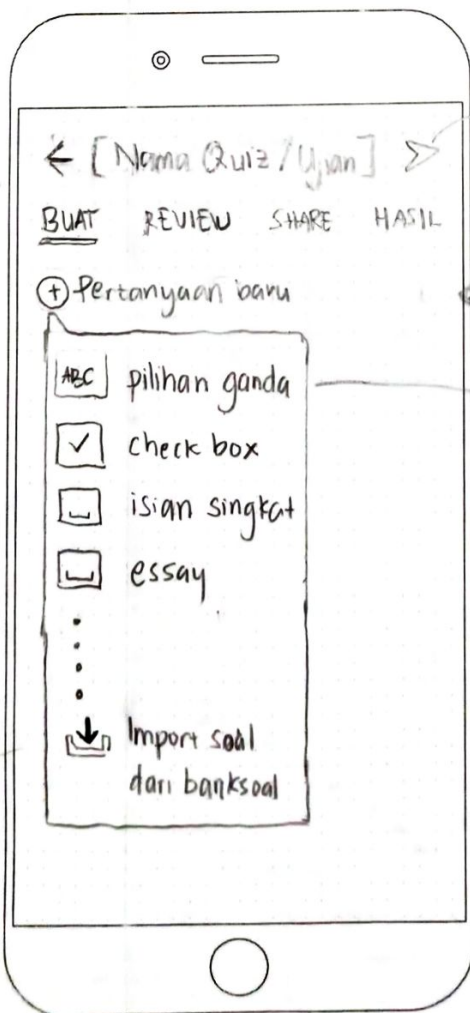 ← [Nama Quiz / Ujian]
BUAT REVIEW SHARE HASIL
+ Pertanyaan baru
ABC pilihan ganda
✓ check box
isian singkat
essay
Import soal
dari banksoal